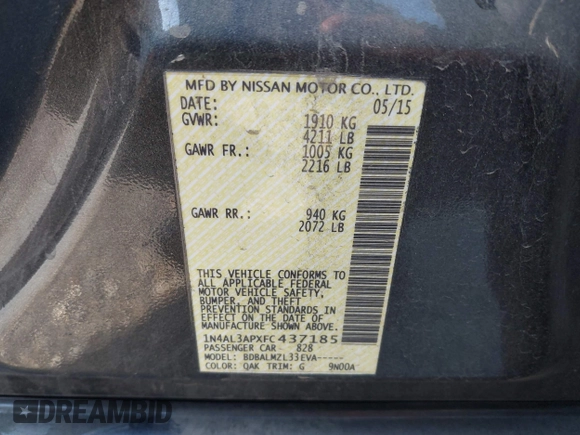 MFD BY NISSAN MOTOR CO., LTD.
DATE: 05/15
GVWR: 1910 KG
4211 LB
GAWR FR.: 1005 KG
2216 LB
GAWR RR.: 940 KG
2072 LB
THIS VEHICLE CONFORMS TO
ALL APPLICABLE FEDERAL
MOTOR VEHICLE SAFETY,
BUMPER, AND THEFT
PREVENTION STANDARDS IN
EFFECT ON THE DATE OF
MANUFACTURE SHOWN ABOVE.
1N4AL3APXFC437185
PASSENGER CAR 828
MODEL: BDBALMZL33EVA-----
COLOR: QAK TRIM: G 9N00A
DREAMBID